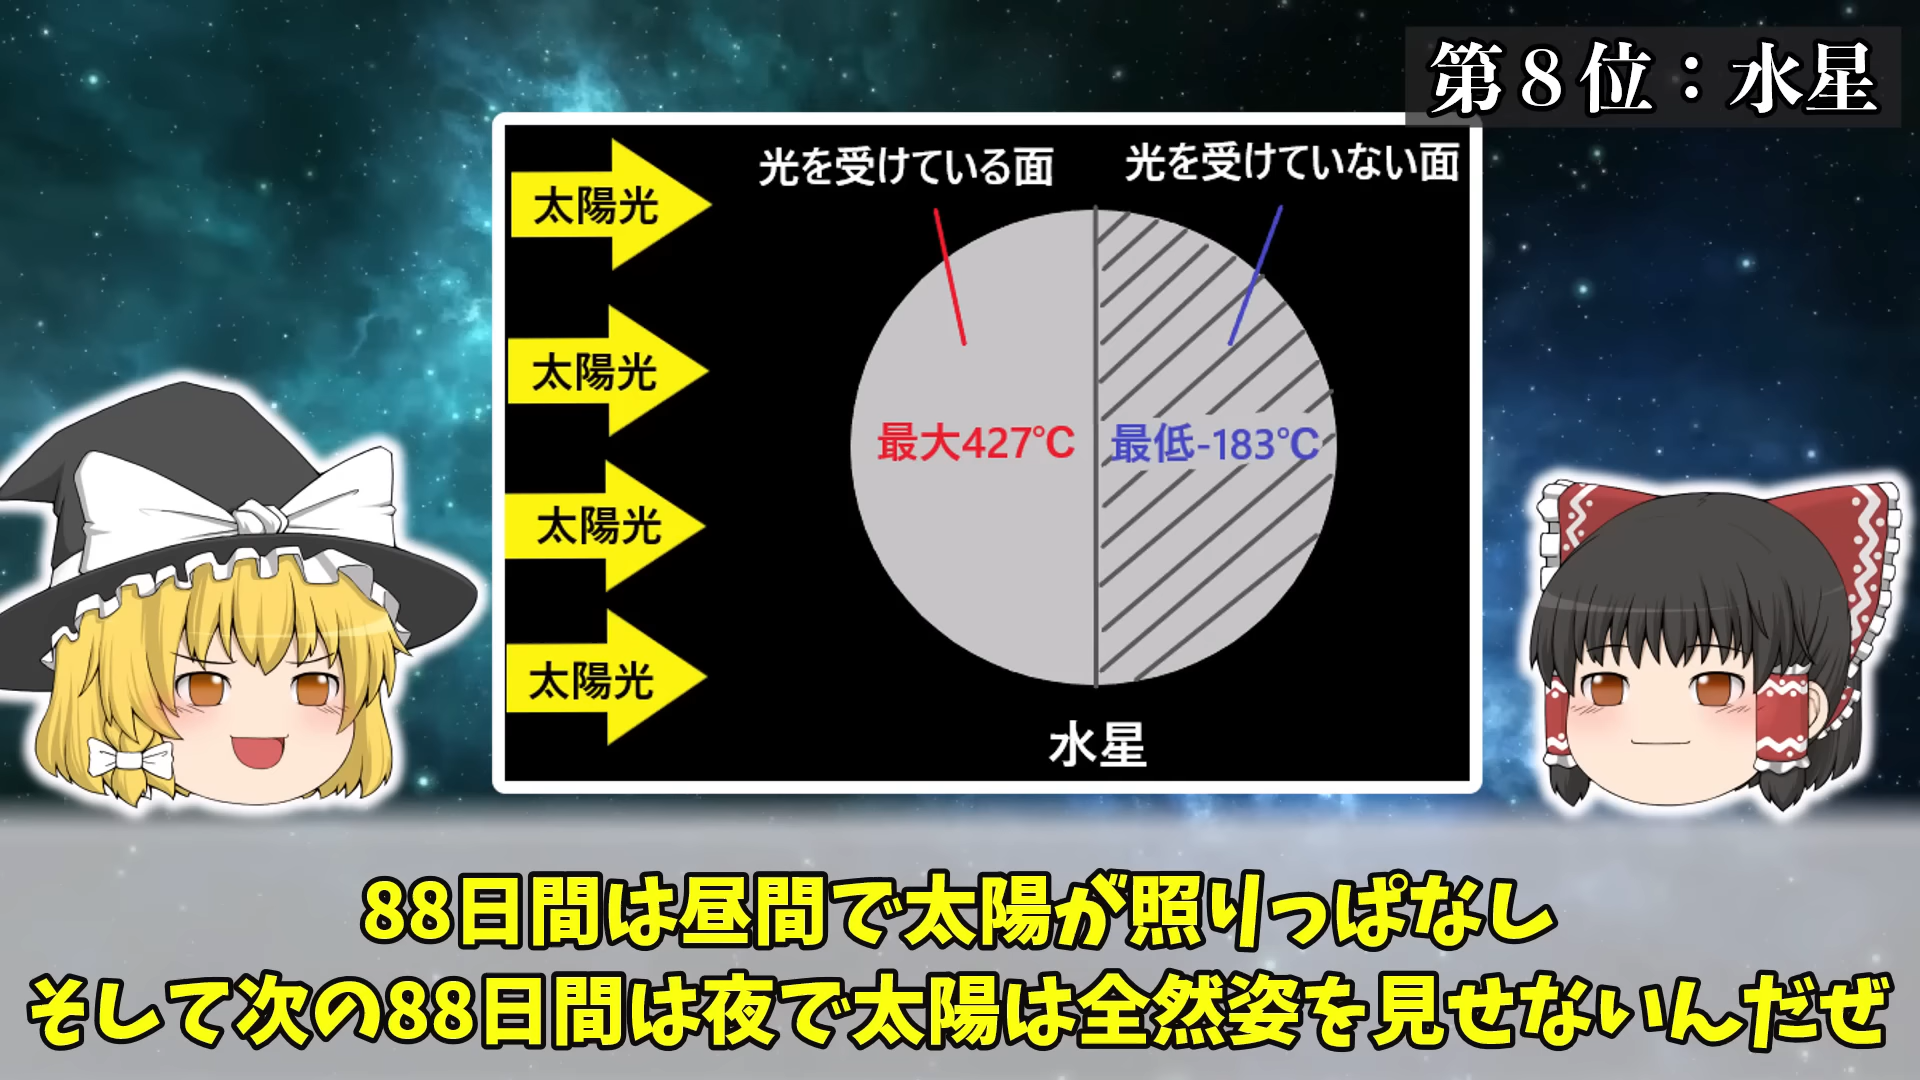 第8位：水星
光を受けている面
光を受けていない面
太陽光
太陽光
太陽光
太陽光
最大427℃
最低-183℃
水星
88日間は昼間で太陽が照りっぱなし
そして次の88日間は夜で太陽は全然姿を見せないんだぜ